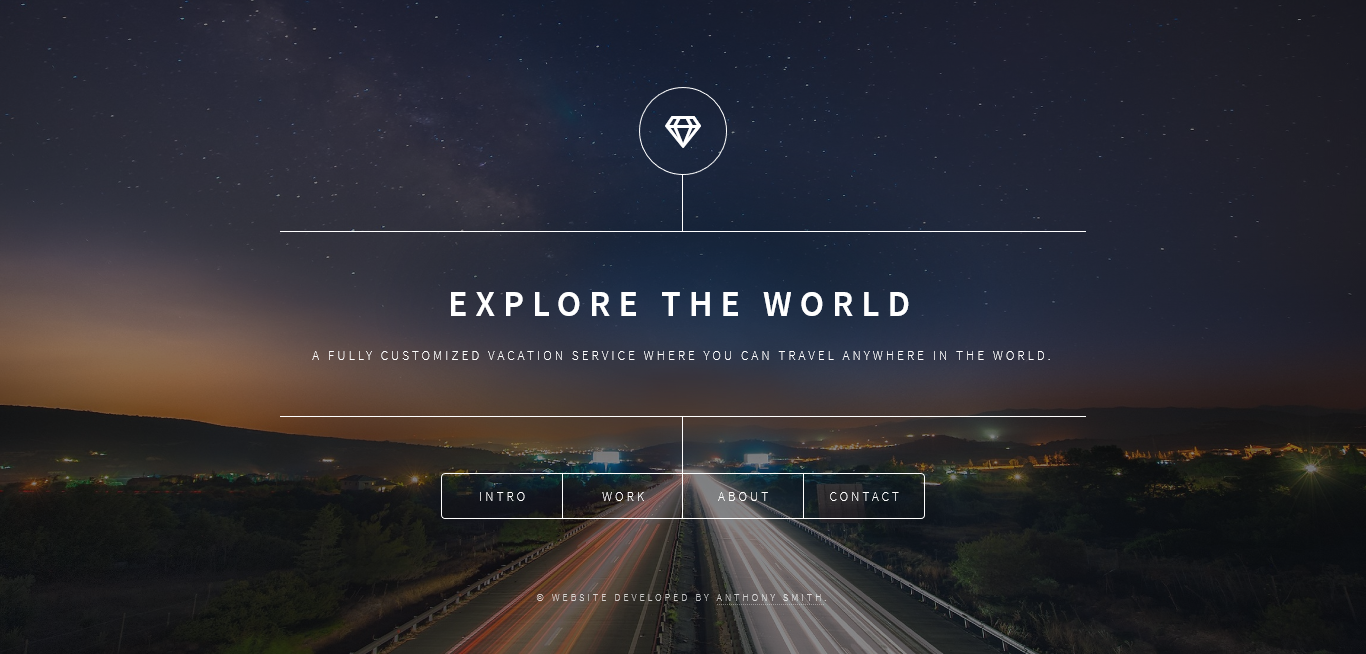 EXPLORE THE WORLD
A FULLY CUSTOMIZED VACATION SERVICE WHERE YOU CAN TRAVEL ANYWHERE IN THE WORLD.
INTRO WORK ABOUT CONTACT
© WEBSITE DEVELOPED BY ANTHONY SMITH.